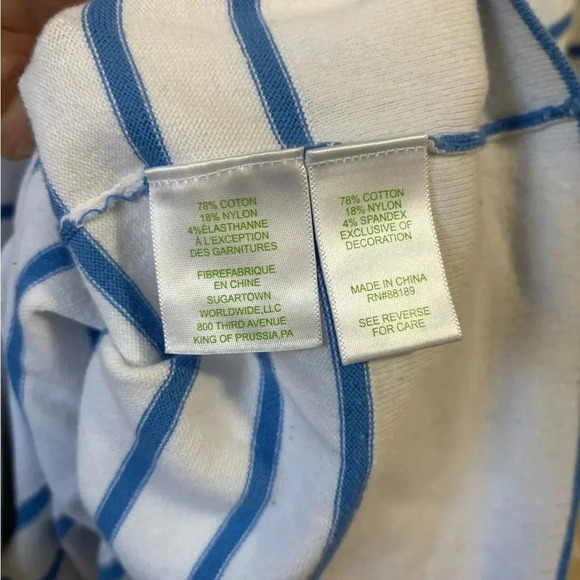 78% COTTON
18% NYLON
4%ÉLASTHANNE
À L'EXCEPTION
DES GARNITURES
FIBREFABRIQUE
EN CHINE
SUGARTOWN
WORLDWIDE,LLC
800 THIRD AVENUE
KING OF PRUSSIA,PA
78% COTTON
18% NYLON
4% SPANDEX
EXCLUSIVE OF
DECORATION
MADE IN CHINA
RN#88189
SEE REVERSE
FOR CARE